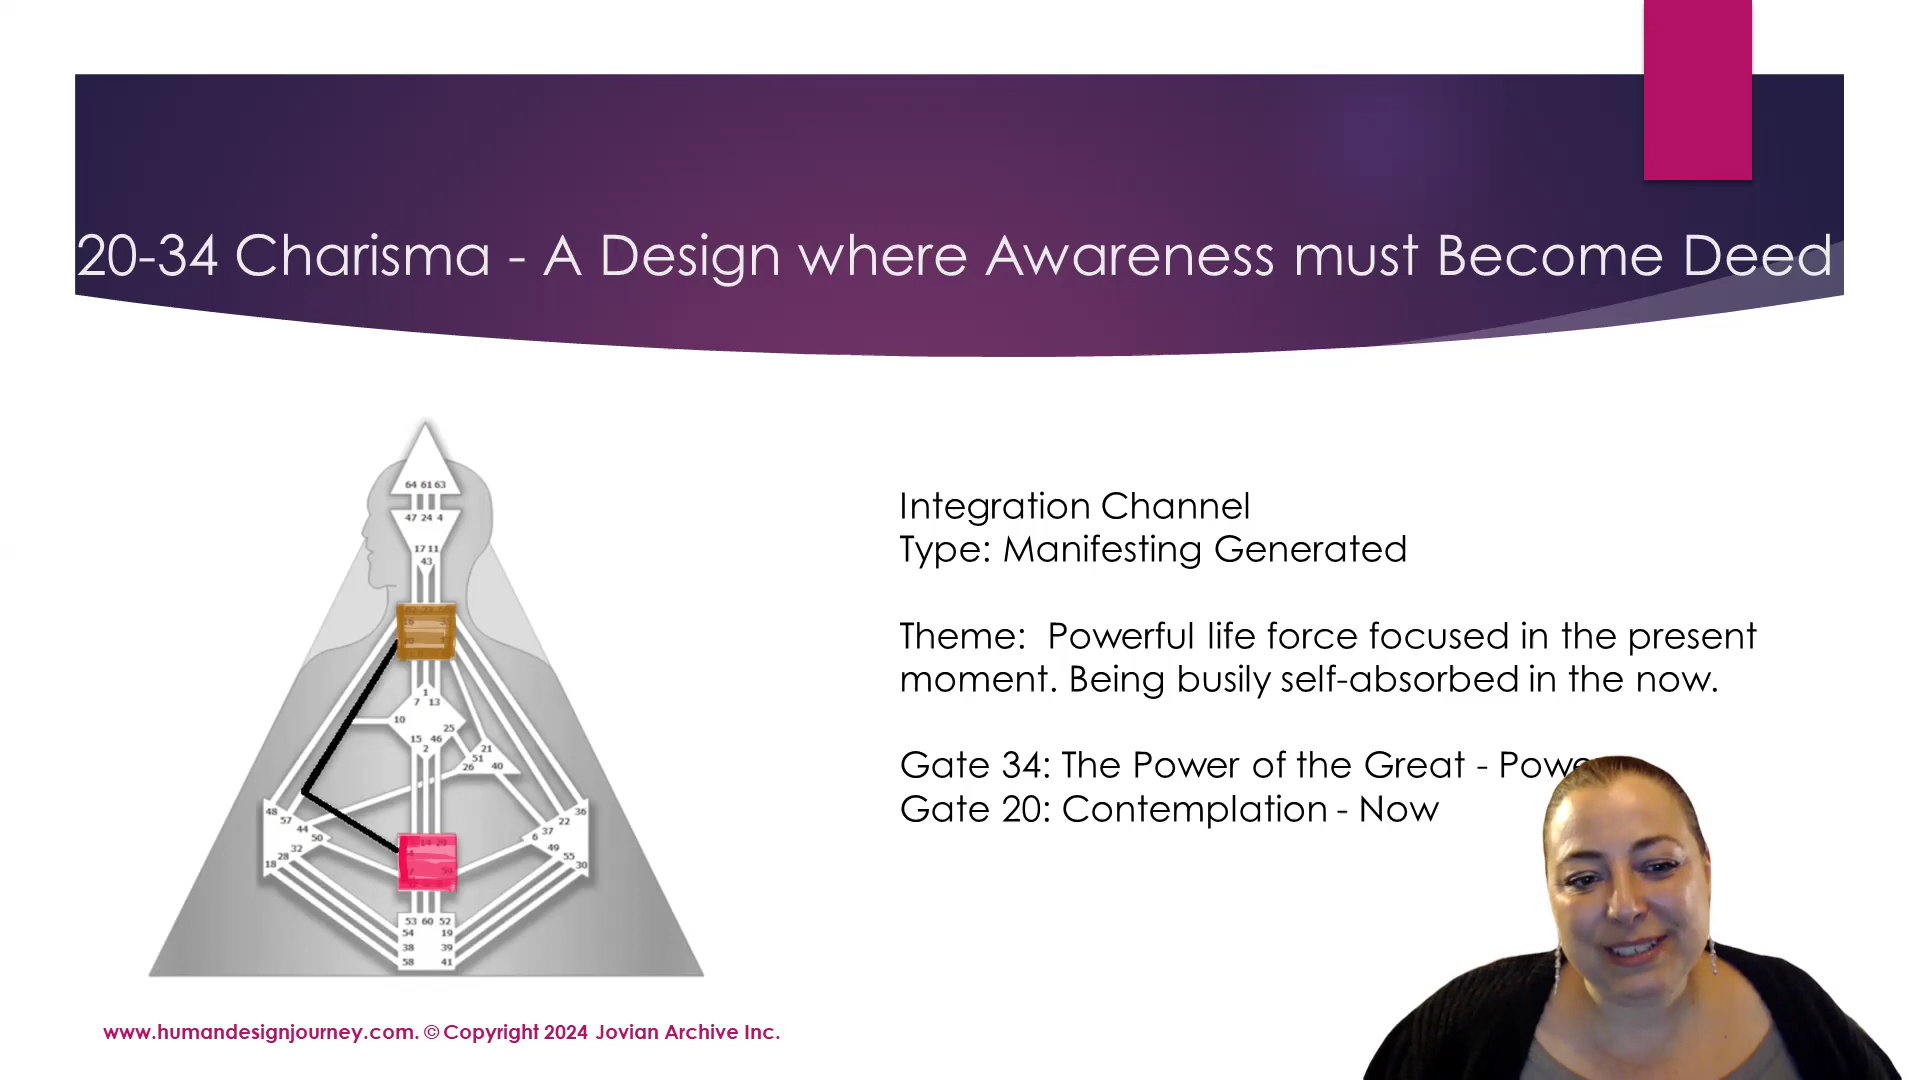 20-34 Charisma - A Design where Awareness must Become Deed
Integration Channel
Type: Manifesting Generated
Theme: Powerful life force focused in the present
moment. Being busily self-absorbed in the now.
Gate 34: The Power of the Great -
Gate 20: Contemplation - Now
64 61 63
47 24 4
17 11
43
1
7 13
10
25
15 46
2
21
51
26 40
48
57
44
50
32
28
18
36
22
37
6
49
55
30
53 60 52
54 19
38 39
58 41
www.humandesignjourney.com. © Copyright 2024 Jovian Archive Inc.